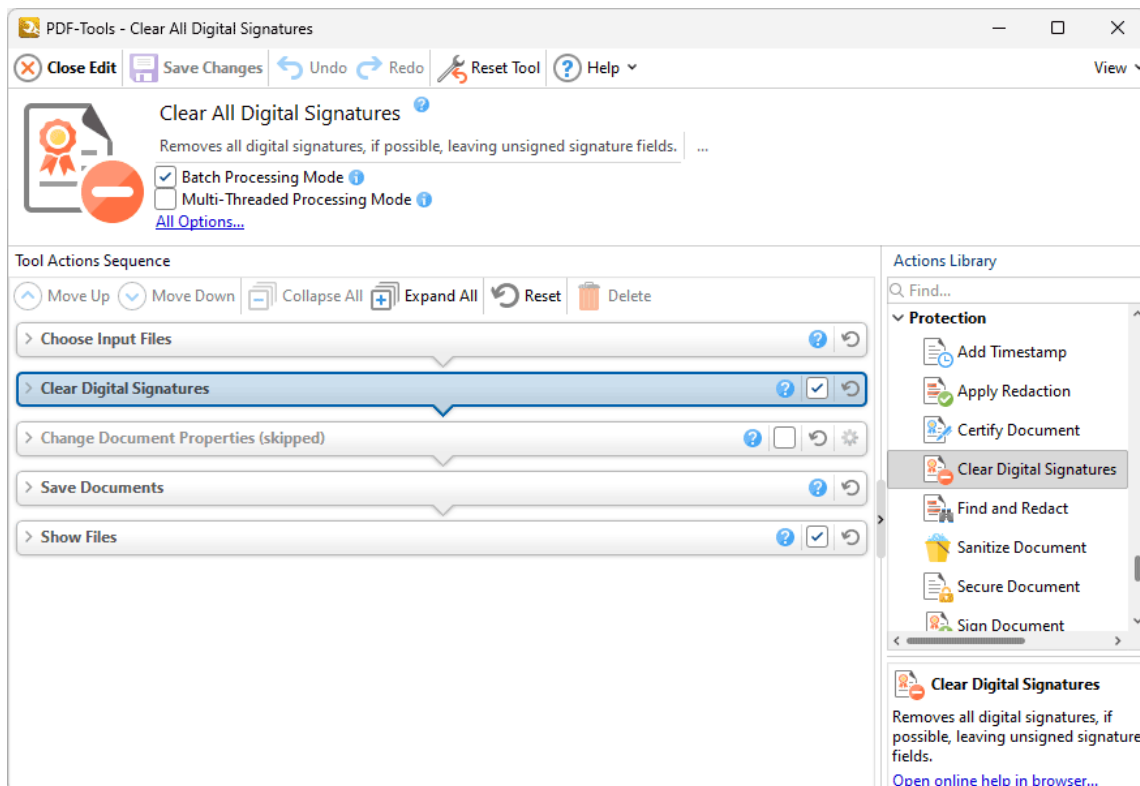 PDF-Tools - Clear All Digital Signatures
Close Edit Save Changes Undo Redo Reset Tool ? Help View
Clear All Digital Signatures ?
Removes all digital signatures, if possible, leaving unsigned signature fields. ...
Batch Processing Mode i
Multi-Threaded Processing Mode i
All Options...
Tool Actions Sequence
Move Up Move Down Collapse All Expand All Reset Delete
Choose Input Files ?
Clear Digital Signatures ?
Change Document Properties (skipped) ?
Save Documents ?
Show Files ?
Actions Library
Find...
Protection
Add Timestamp
Apply Redaction
Certify Document
Clear Digital Signatures
Find and Redact
Sanitize Document
Secure Document
Sign Document
Clear Digital Signatures
Removes all digital signatures, if
possible, leaving unsigned signature
fields.
Open online help in browser...